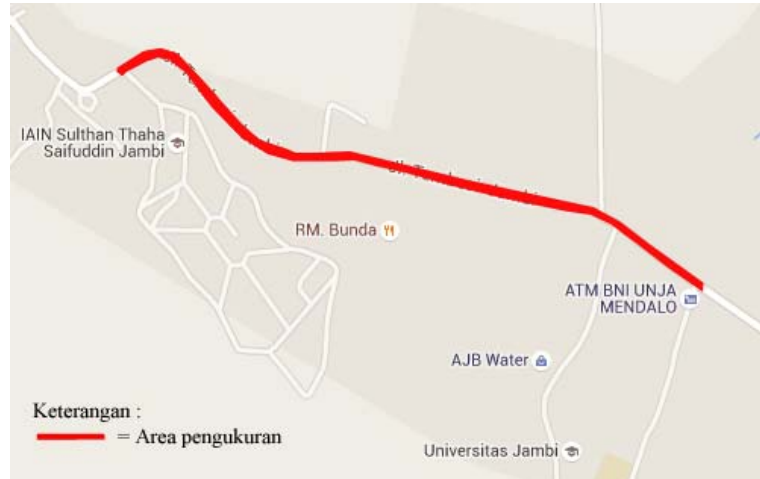 IAIN Sulthan Thaha
Saifuddin Jambi
RM. Bunda
ATM BNI UNJA
MENDALO
AJB Water
Keterangan :
= Area pengukuran
Universitas Jambi